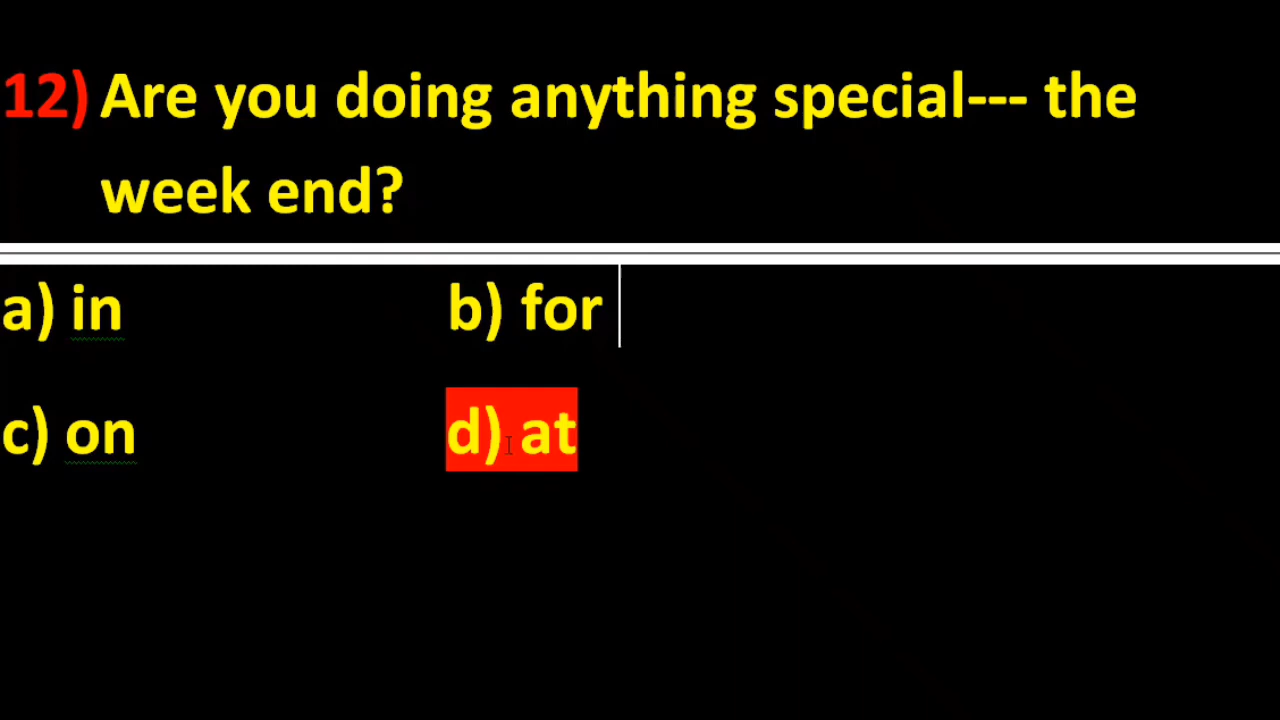 12) Are you doing anything special--- the
week end?
a) in b) for
c) on d) at